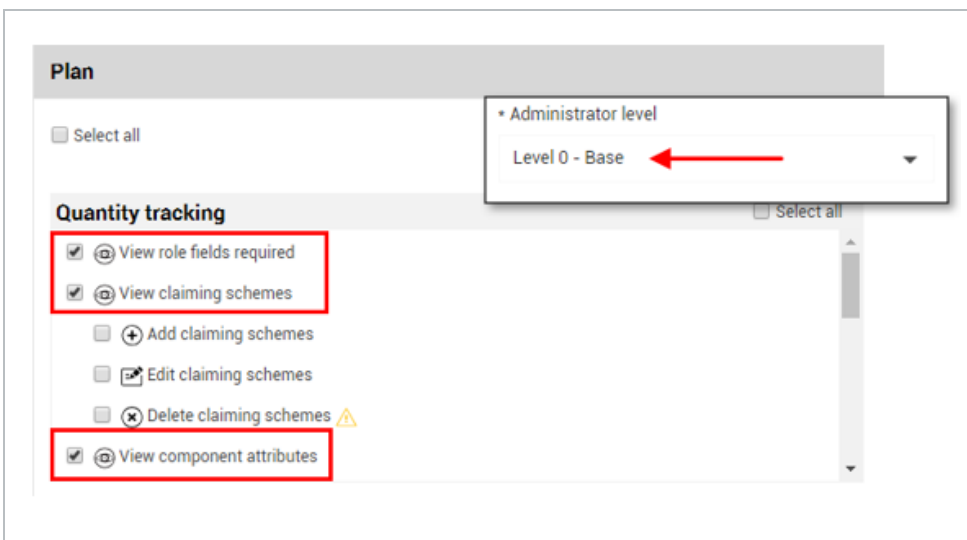 Plan
Select all
* Administrator level
Level 0 - Base
Quantity tracking
Select all
View role fields required
View claiming schemes
Add claiming schemes
Edit claiming schemes
Delete claiming schemes
View component attributes